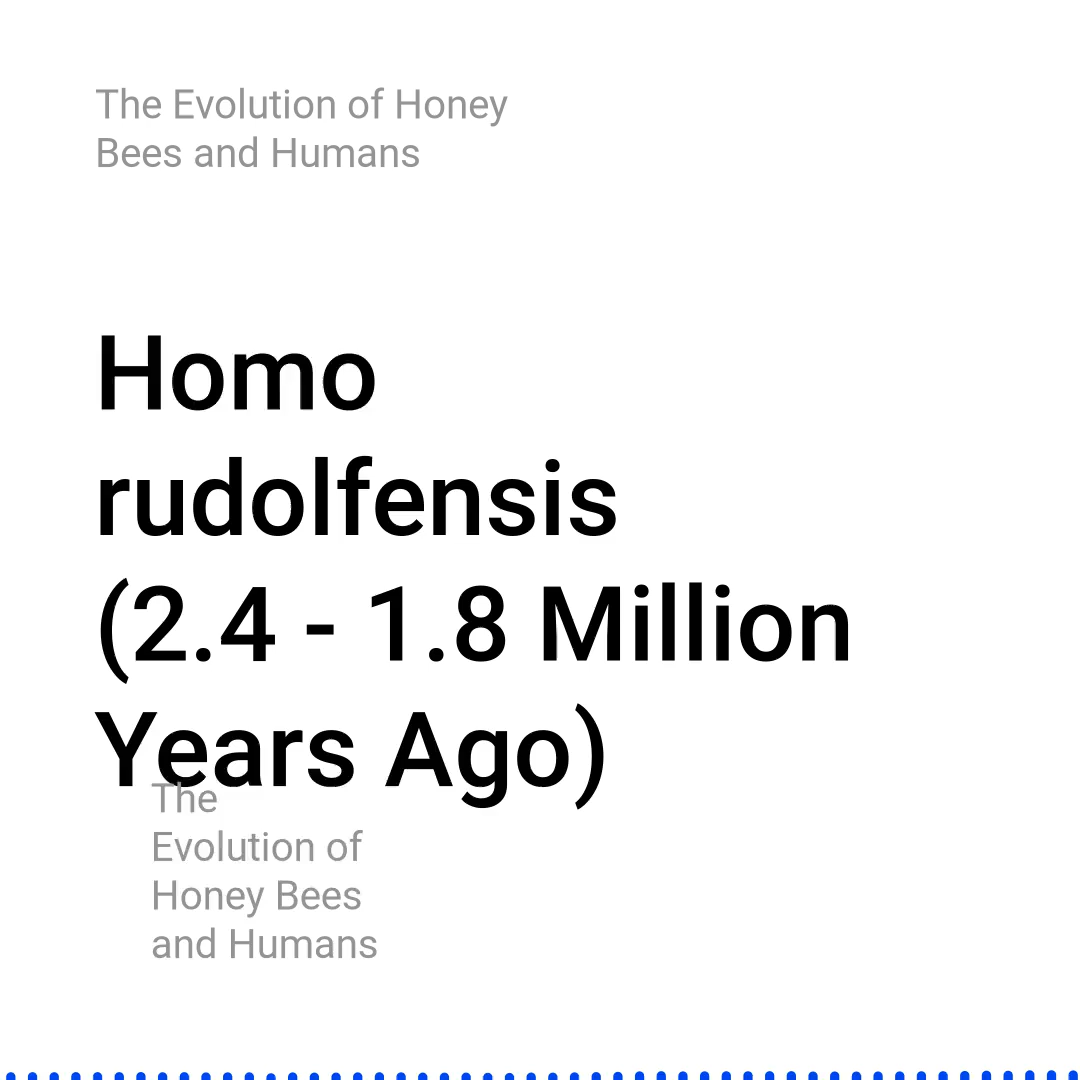 The Evolution of Honey
Bees and Humans
Homo
rudolfensis
(2.4 - 1.8 Million
Years Ago)
The
Evolution of
Honey Bees
and Humans